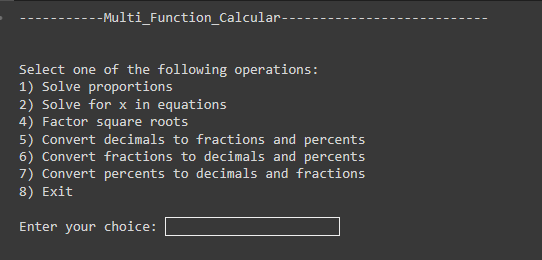 -----------Multi_Function_Calcular---------------------------
Select one of the following operations:
1) Solve proportions
2) Solve for x in equations
4) Factor square roots
5) Convert decimals to fractions and percents
6) Convert fractions to decimals and percents
7) Convert percents to decimals and fractions
8) Exit
Enter your choice: